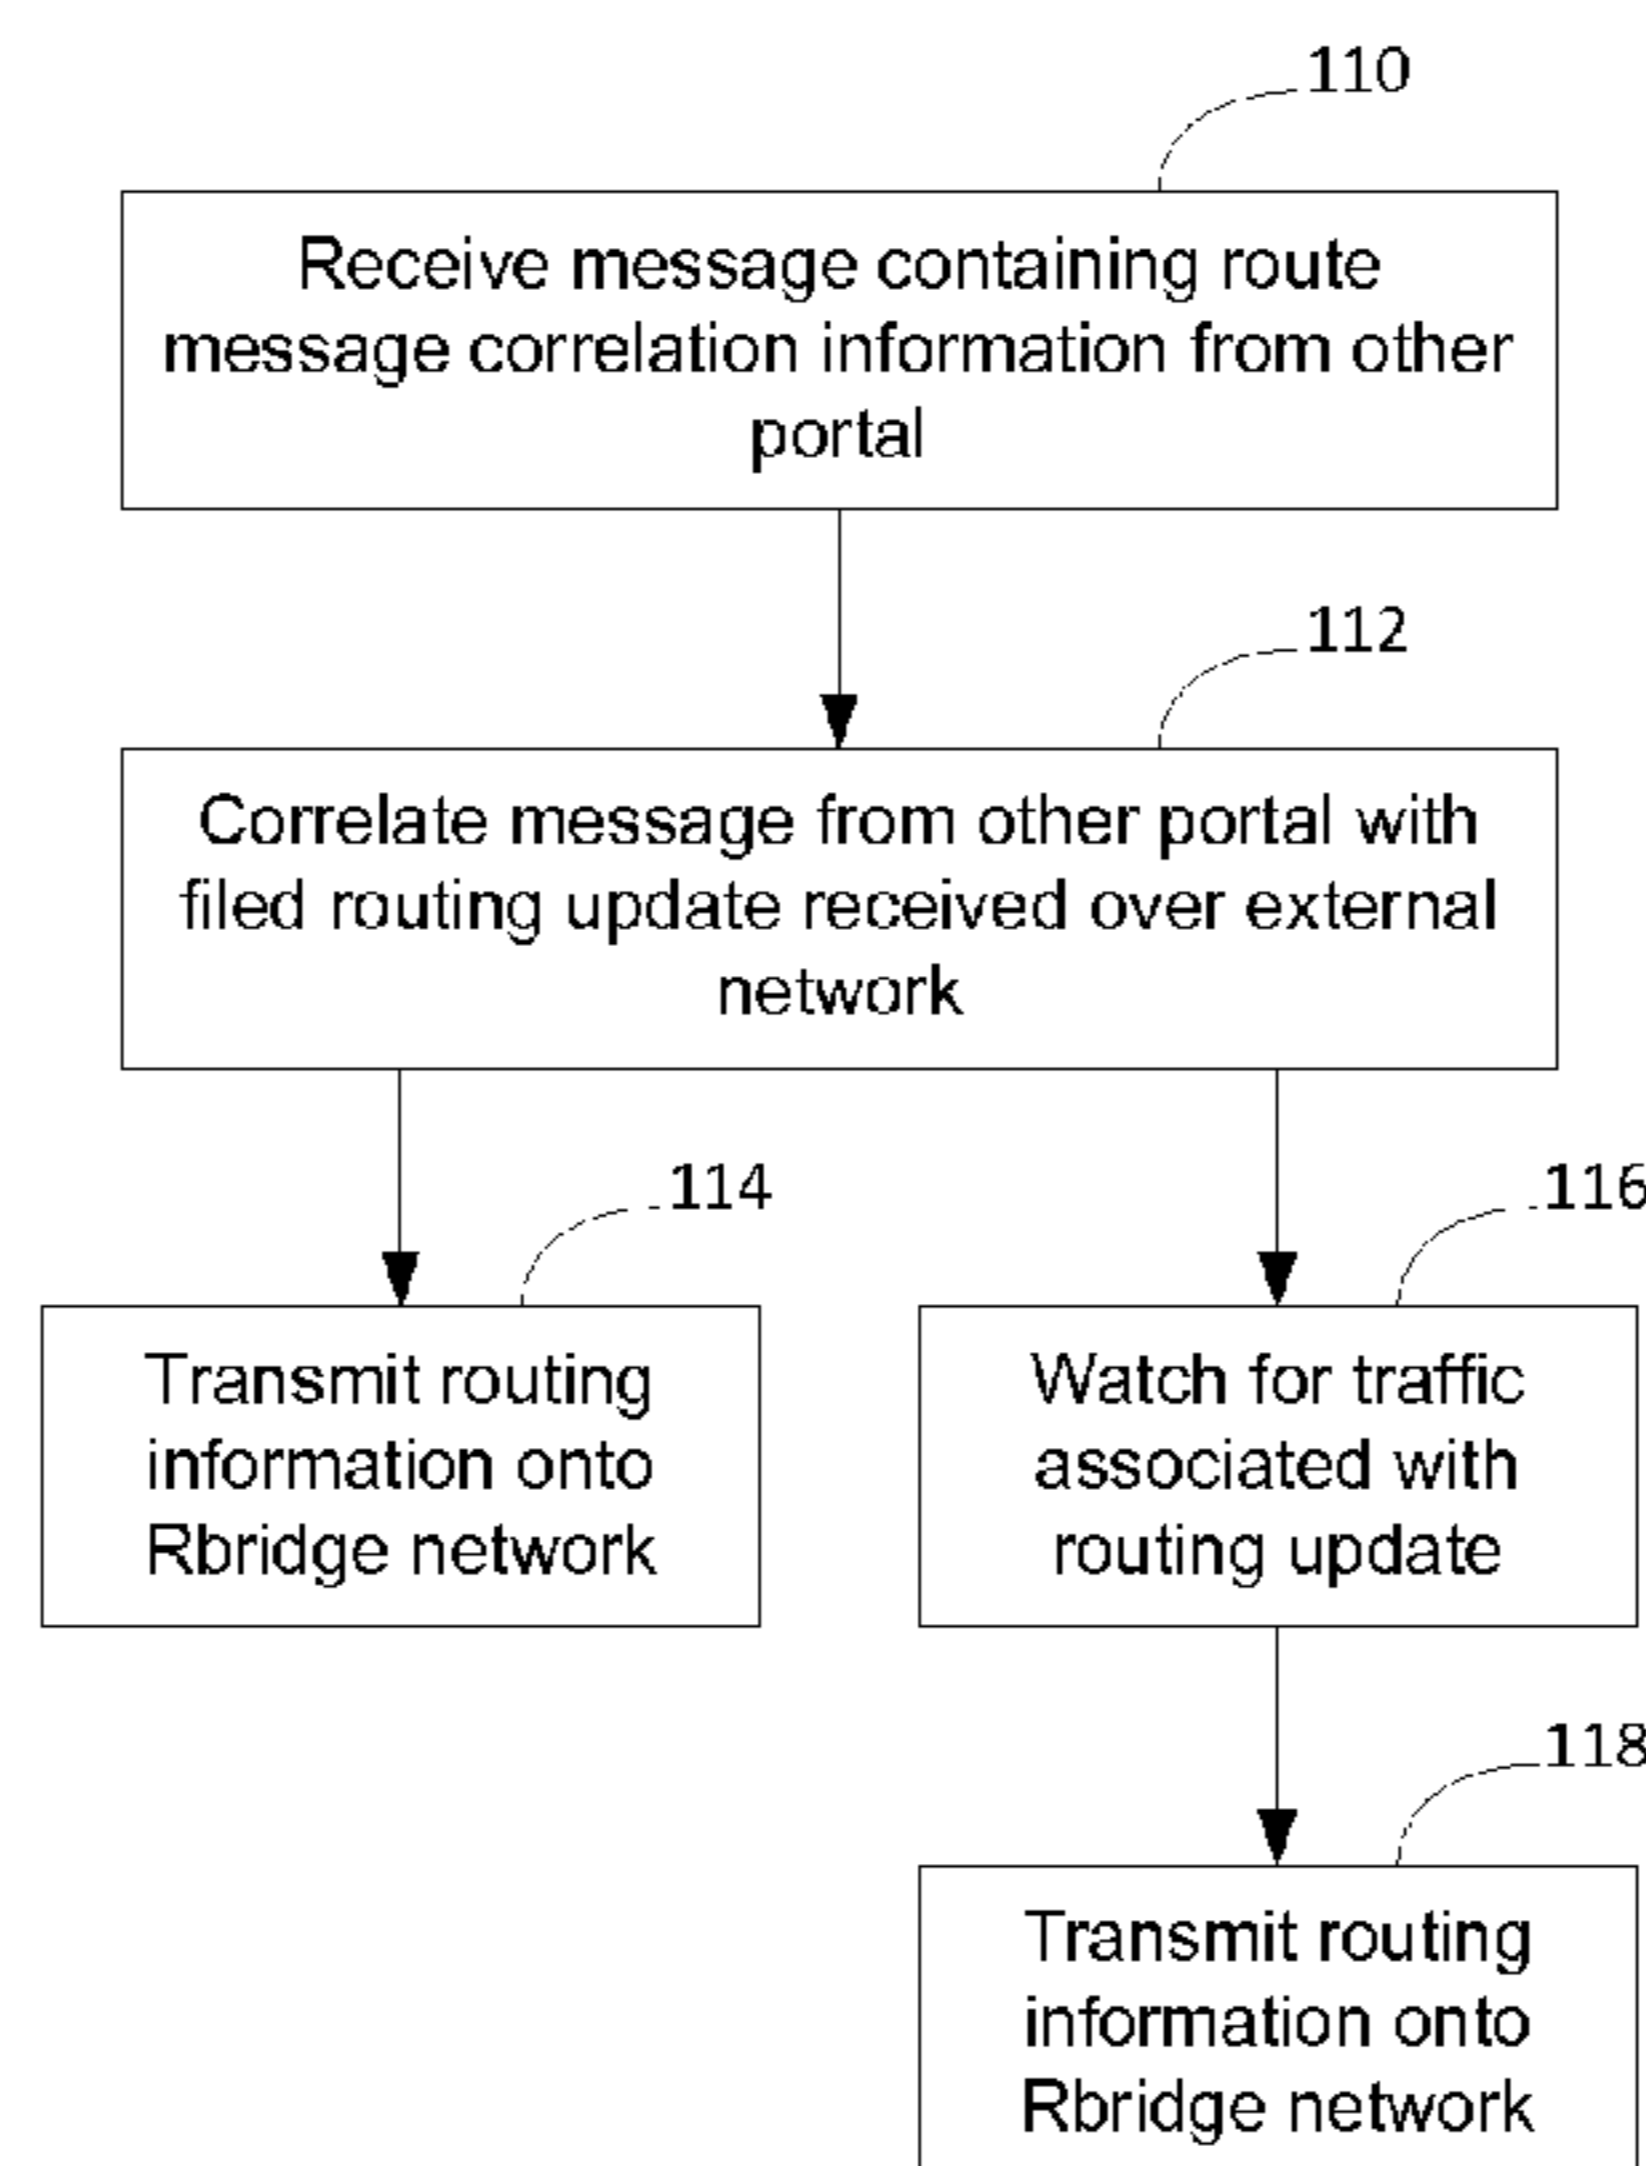 110
Receive message containing route
message correlation information from other
portal
112
Correlate message from other portal with
filed routing update received over external
network
114
116
Transmit routing
information onto
Rbridge network
Watch for traffic
associated with
routing update
118
Transmit routing
information onto
Rbridge network